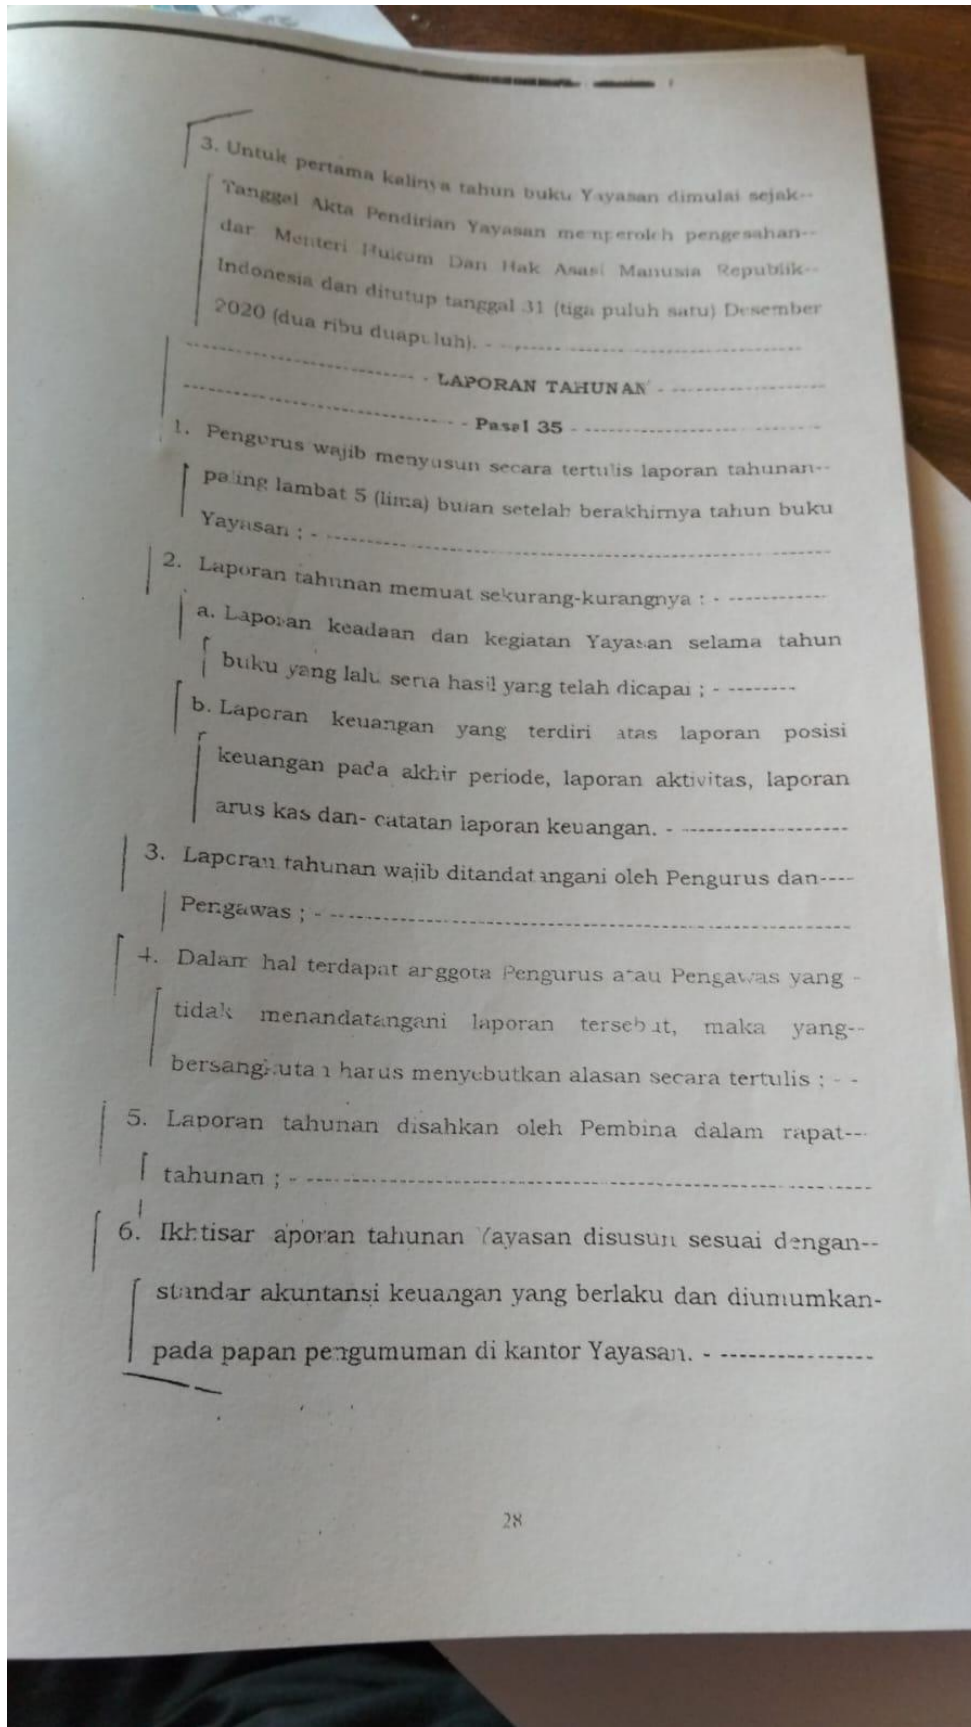 3. Untuk pertama kalinya tahun buku Yayasan dimulai sejak--
Tanggal Akta Pendirian Yayasan memperoleh pengesahan--
dari Menteri Hukum Dan Hak Asasi Manusia Republik--
Indonesia dan ditutup tanggal 31 (tiga puluh satu) Desember
2020 (dua ribu duapuluh). - --------------------
-------------------- LAPORAN TAHUNAN - --------------------
-------------------- - Pasal 35 - --------------------
1. Pengurus wajib menyusun secara tertulis laporan tahunan--
paling lambat 5 (lima) bulan setelah berakhirnya tahun buku
Yayasan ; - --------------------
2. Laporan tahunan memuat sekurang-kurangnya : - ------------
a. Laporan keadaan dan kegiatan Yayasan selama tahun
buku yang lalu serta hasil yang telah dicapai ; - --------
b. Laporan keuangan yang terdiri atas laporan posisi
keuangan pada akhir periode, laporan aktivitas, laporan
arus kas dan- catatan laporan keuangan. - --------------------
3. Laporan tahunan wajib ditandatangani oleh Pengurus dan----
Pengawas ; - --------------------
4. Dalam hal terdapat anggota Pengurus atau Pengawas yang -
tidak menandatangani laporan tersebut, maka yang--
bersangkutan harus menyebutkan alasan secara tertulis ; - -
5. Laporan tahunan disahkan oleh Pembina dalam rapat---
tahunan ; - --------------------
6. Ikhtisar laporan tahunan Yayasan disusun sesuai dengan--
standar akuntansi keuangan yang berlaku dan diumumkan-
pada papan pengumuman di kantor Yayasan. - -----------------
28